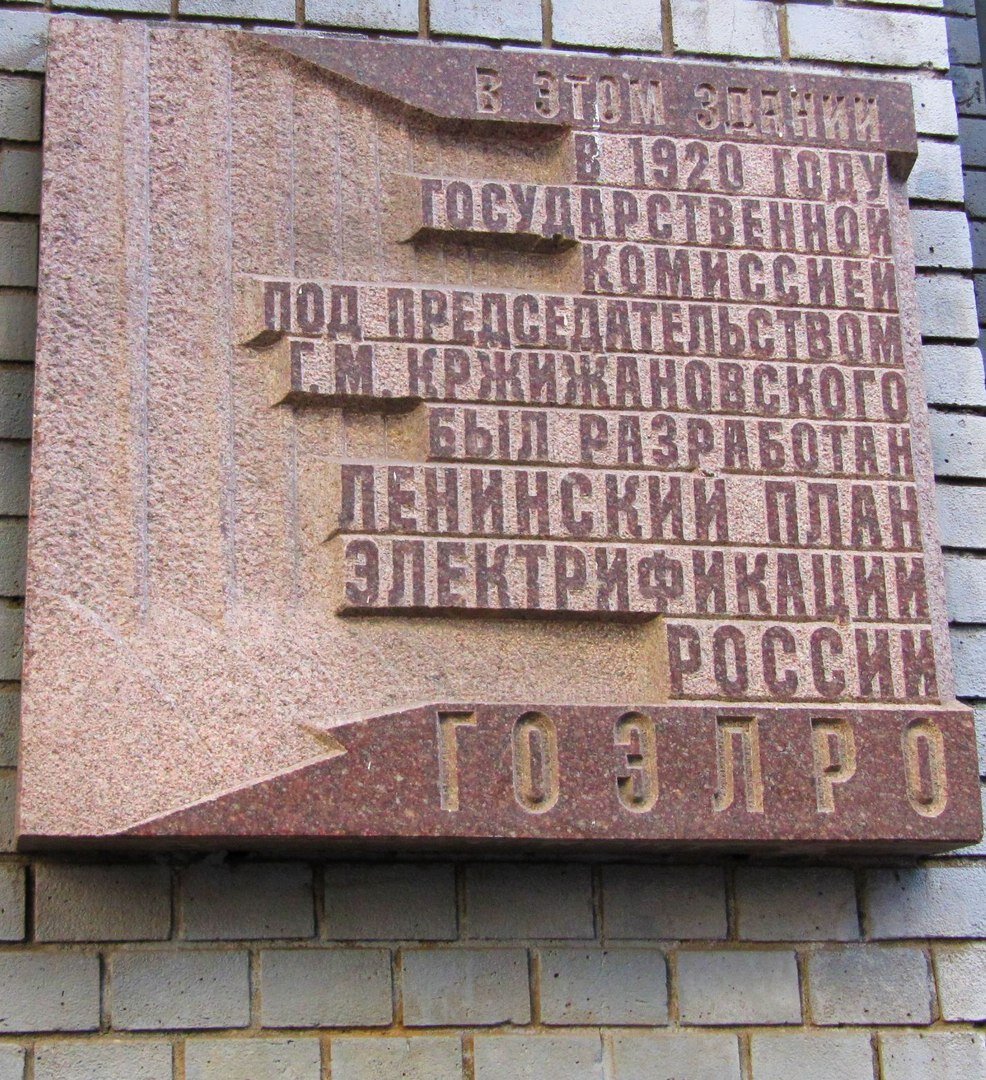 В ЭТОМ ЗДАНИИ
В 1920 ГОДУ
ГОСУДАРСТВЕННОЙ
КОМИССИЕЙ
ПОД ПРЕДСЕДАТЕЛЬСТВОМ
Г.М. КРЖИЖАНОВСКОГО
БЫЛ РАЗРАБОТАН
ЛЕНИНСКИЙ ПЛАН
ЭЛЕКТРИФИКАЦИИ
РОССИИ
ГОЭЛРО